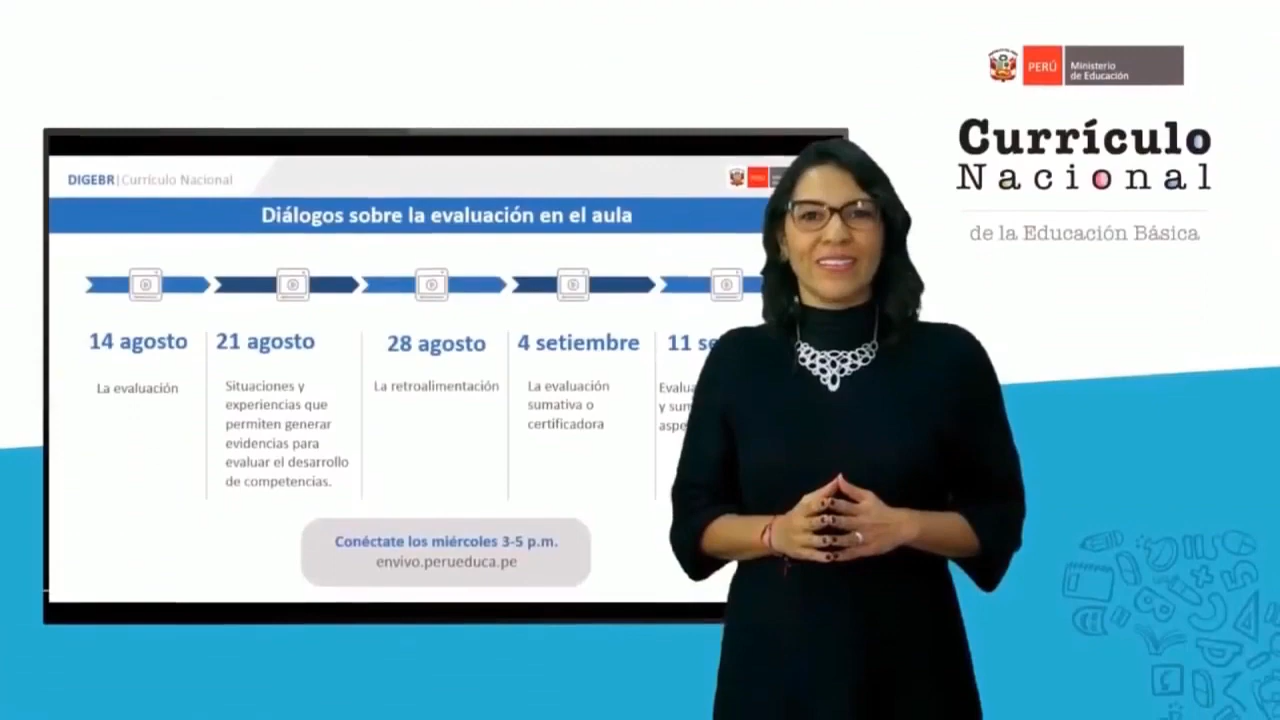 PERÚ
Ministerio
de Educación
Currículo
Nacional
de la Educación Básica
DIGEBR|Currículo Nacional
PERÚ
Diálogos sobre la evaluación en el aula
14 agosto
La evaluación
21 agosto
Situaciones y
experiencias que
permiten generar
evidencias para
evaluar el desarrollo
de competencias.
28 agosto
La retroalimentación
4 setiembre
La evaluación
sumativa o
certificadora
11
y
Conéctate los miércoles 3-5 p.m.
envivo.perueduca.pe